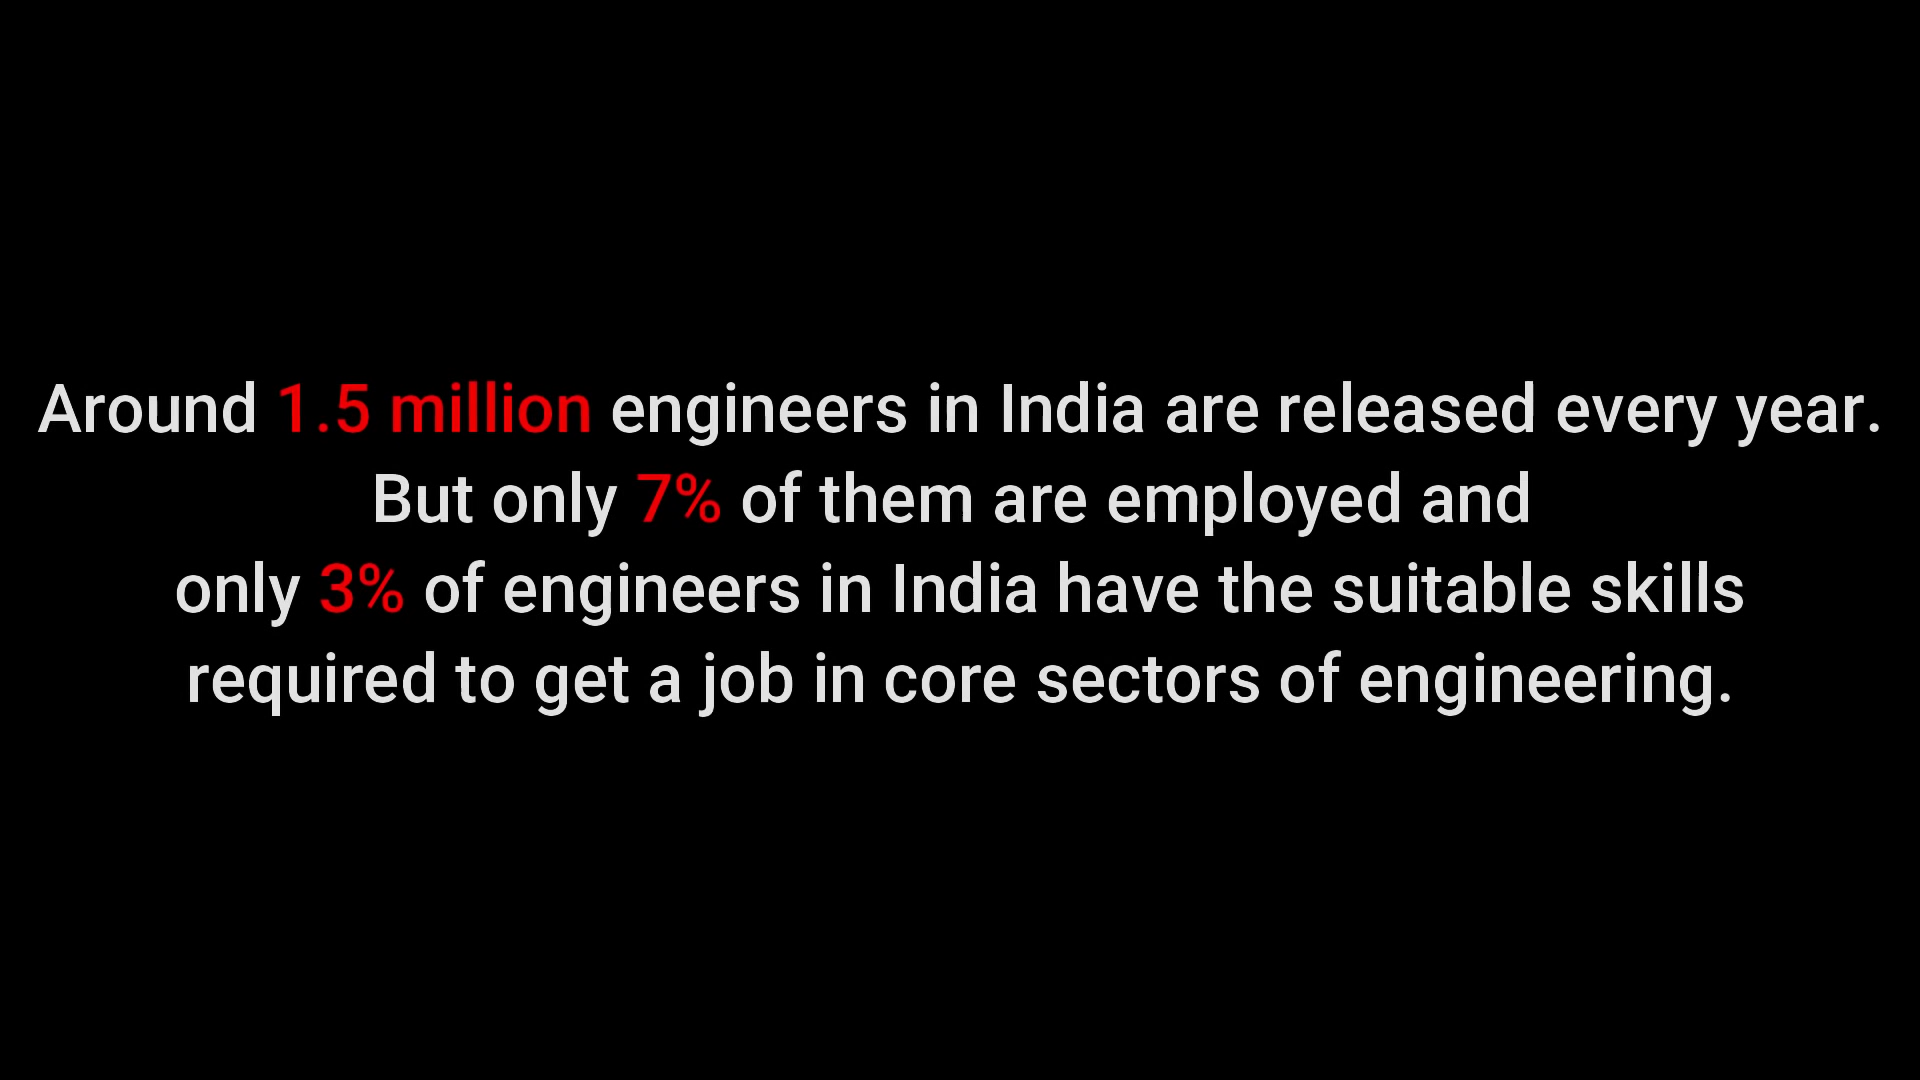 Around 1.5 million engineers in India are released every year.
But only 7% of them are employed and
only 3% of engineers in India have the suitable skills
required to get a job in core sectors of engineering.